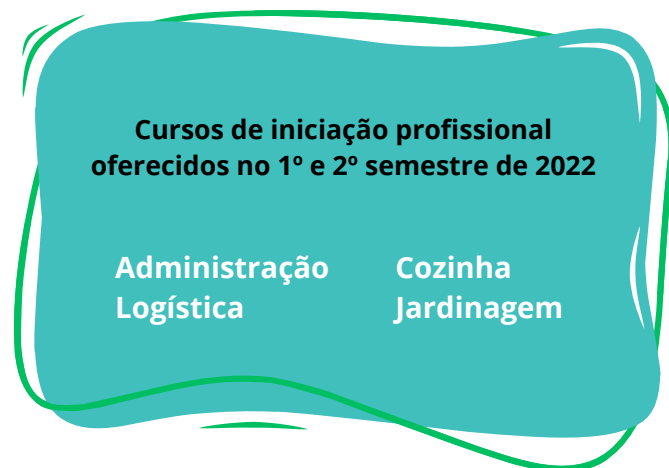 Cursos de iniciação profissional
oferecidos no 1º e 2º semestre de 2022
Administração
Logística
Cozinha
Jardinagem